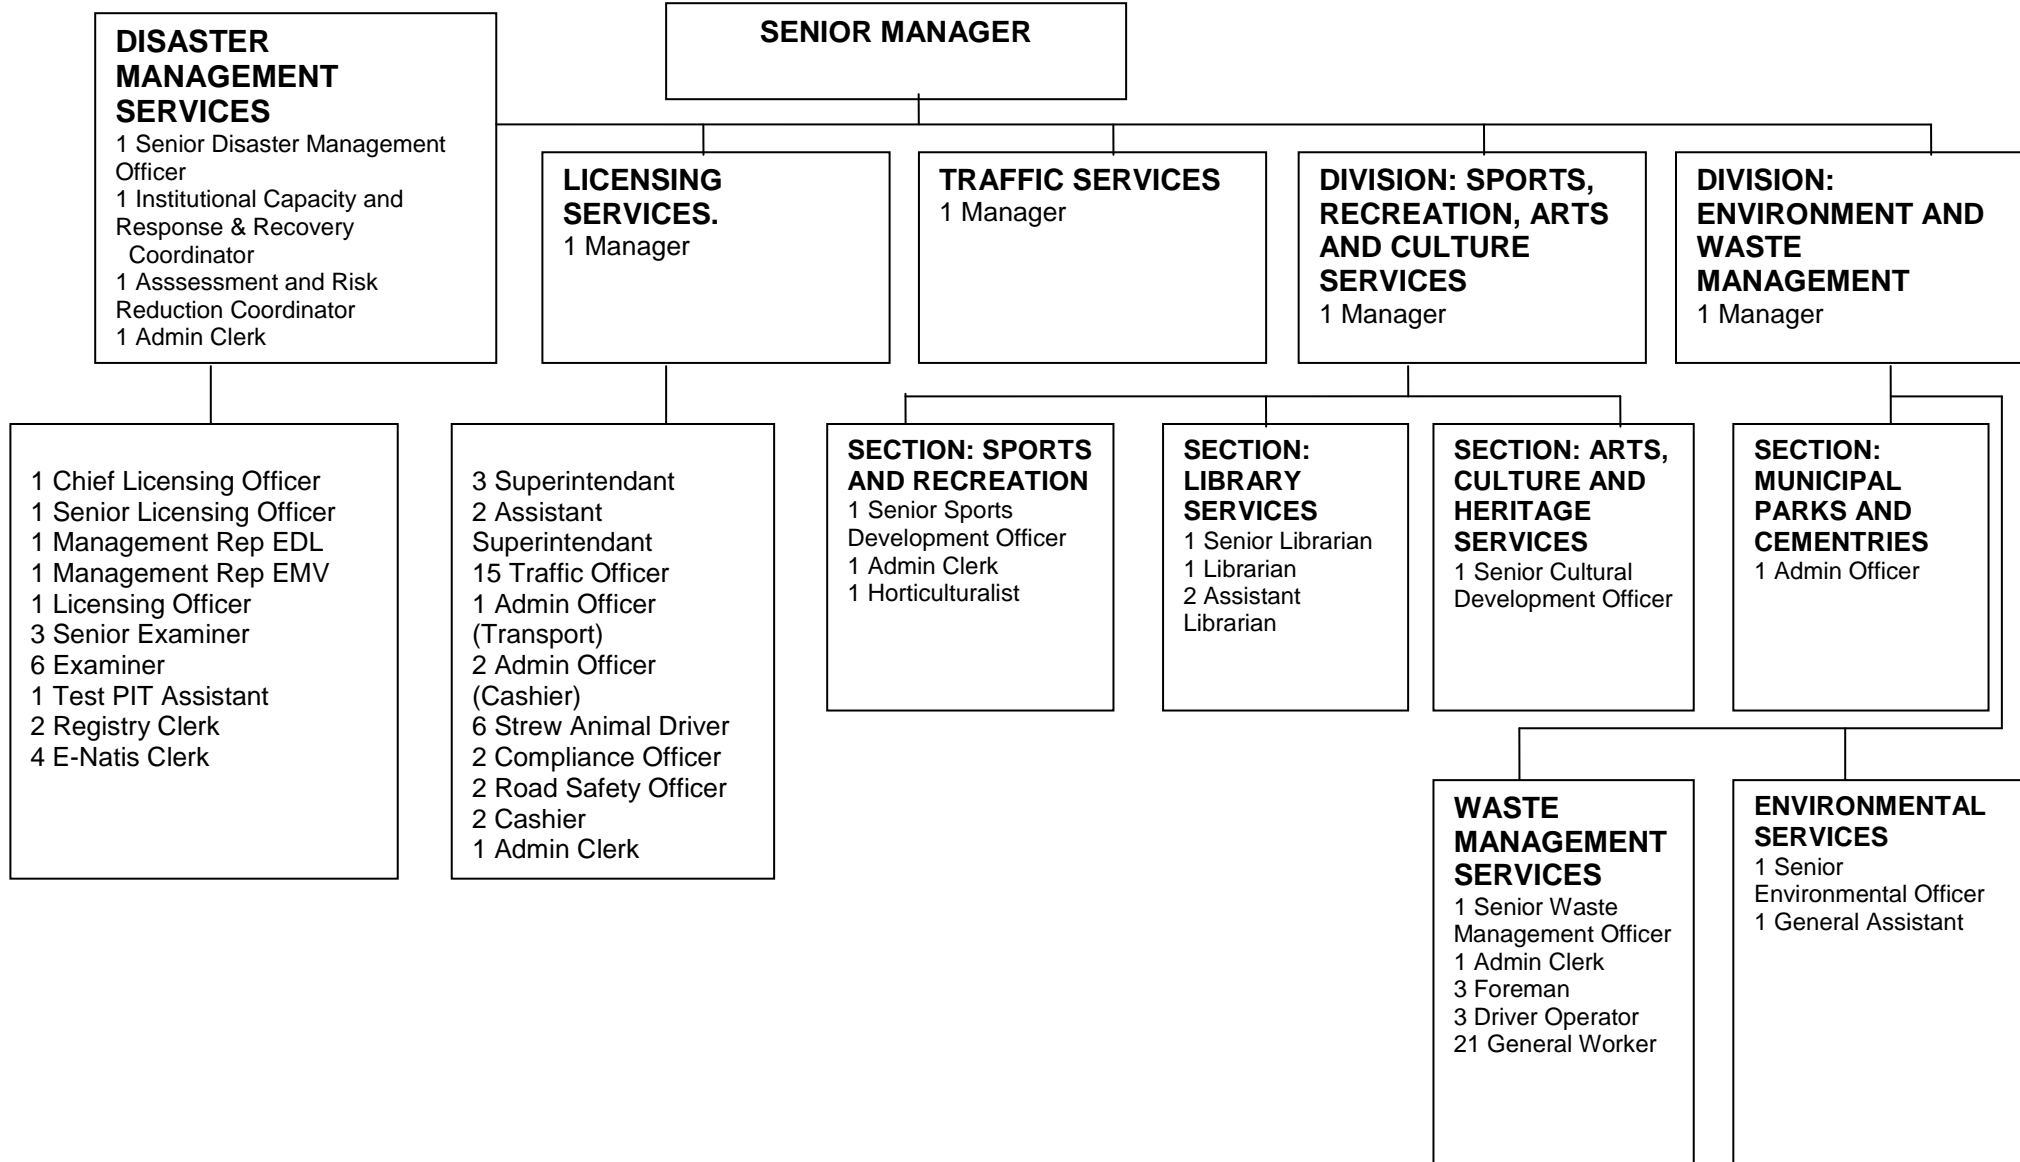 SENIOR MANAGER
DISASTER
MANAGEMENT
SERVICES
1 Senior Disaster Management
Officer
1 Institutional Capacity and
Response & Recovery
Coordinator
1 Asssessment and Risk
Reduction Coordinator
1 Admin Clerk
LICENSING
SERVICES.
1 Manager
TRAFFIC SERVICES
1 Manager
DIVISION: SPORTS,
RECREATION, ARTS
AND CULTURE
SERVICES
1 Manager
DIVISION:
ENVIRONMENT AND
WASTE
MANAGEMENT
1 Manager
1 Chief Licensing Officer
1 Senior Licensing Officer
1 Management Rep EDL
1 Management Rep EMV
1 Licensing Officer
3 Senior Examiner
6 Examiner
1 Test PIT Assistant
2 Registry Clerk
4 E-Natis Clerk
3 Superintendant
2 Assistant
Superintendant
15 Traffic Officer
1 Admin Officer
(Transport)
2 Admin Officer
(Cashier)
6 Strew Animal Driver
2 Compliance Officer
2 Road Safety Officer
2 Cashier
1 Admin Clerk
SECTION: SPORTS
AND RECREATION
1 Senior Sports
Development Officer
1 Admin Clerk
1 Horticulturalist
SECTION:
LIBRARY
SERVICES
1 Senior Librarian
1 Librarian
2 Assistant
Librarian
SECTION: ARTS,
CULTURE AND
HERITAGE
SERVICES
1 Senior Cultural
Development Officer
SECTION:
MUNICIPAL
PARKS AND
CEMENTRIES
1 Admin Officer
WASTE
MANAGEMENT
SERVICES
1 Senior Waste
Management Officer
1 Admin Clerk
3 Foreman
3 Driver Operator
21 General Worker
ENVIRONMENTAL
SERVICES
1 Senior
Environmental Officer
1 General Assistant